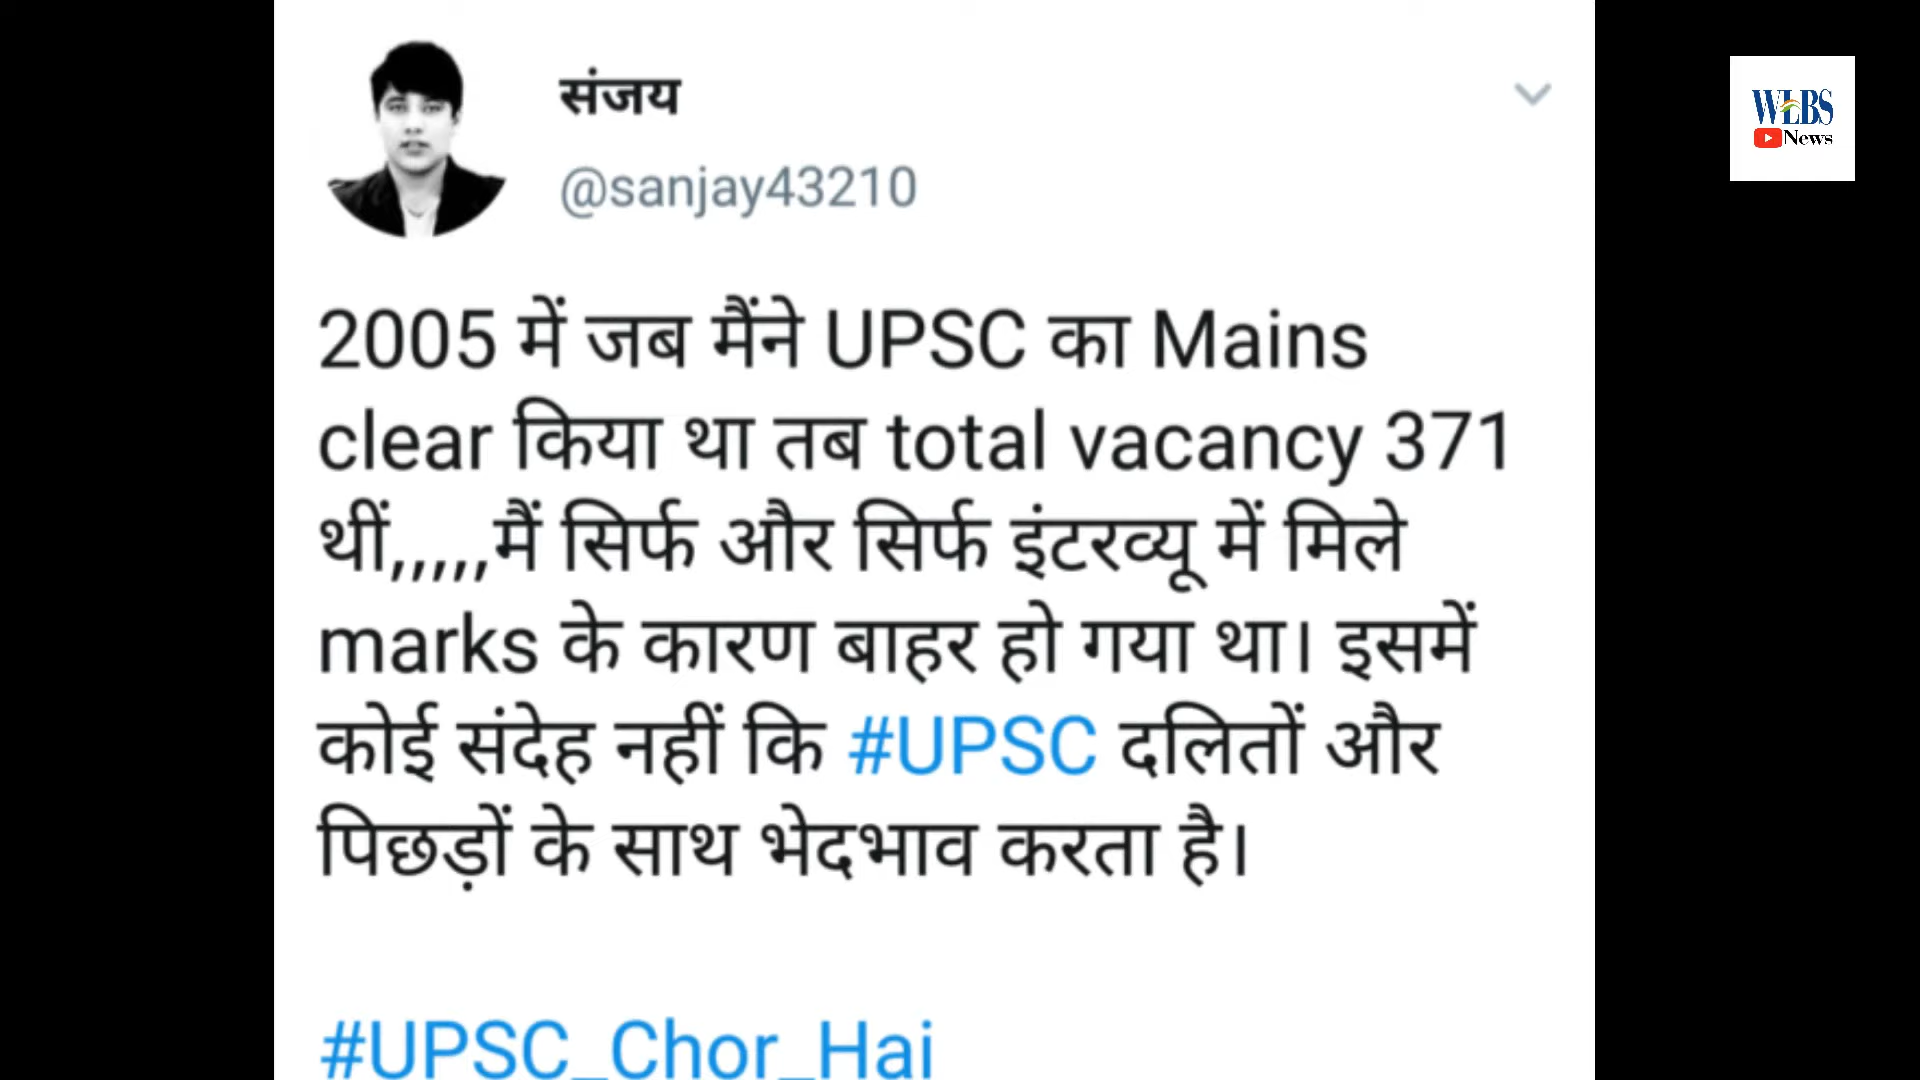 संजय
@sanjay43210
WLBS
News
2005 में जब मैंने UPSC का Mains
clear किया था तब total vacancy 371
थीं,,,,,मैं सिर्फ और सिर्फ इंटरव्यू में मिले
marks के कारण बाहर हो गया था। इसमें
कोई संदेह नहीं कि #UPSC दलितों और
पिछड़ों के साथ भेदभाव करता है।
#UPSC_Chor_Hai